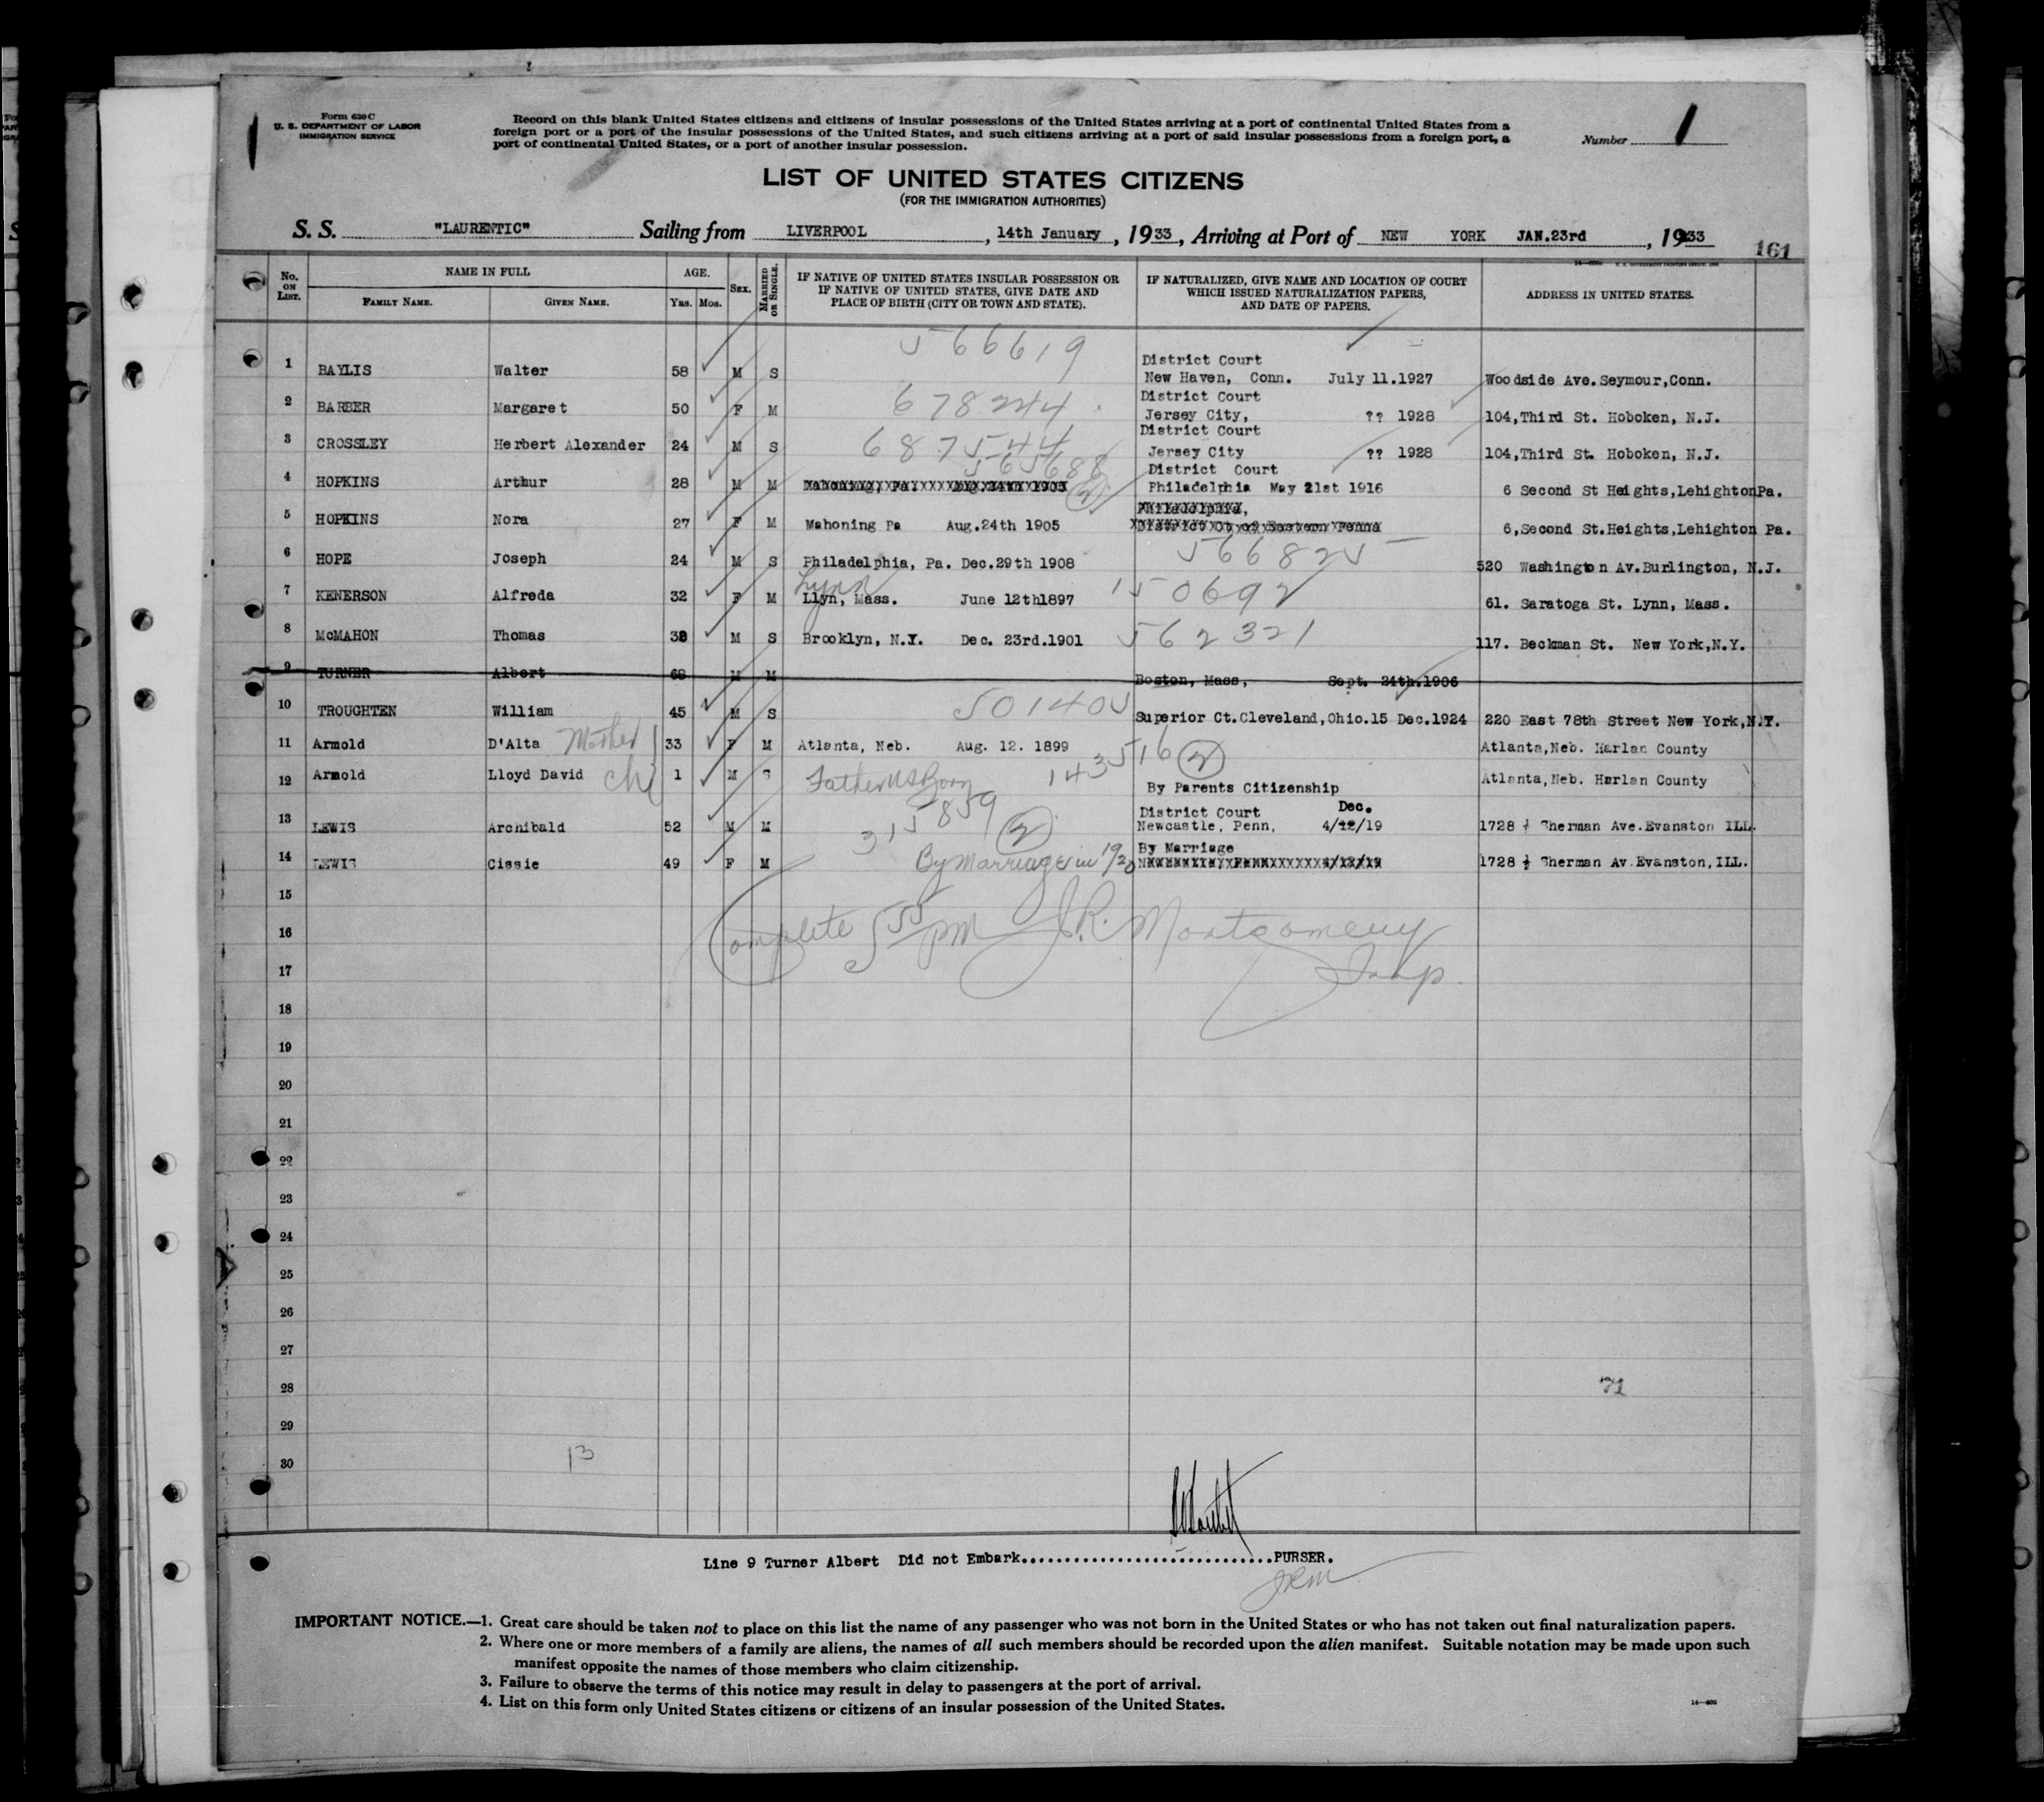 Form 630 C
U. S. DEPARTMENT OF LABOR
IMMIGRATION SERVICE
Record on this blank United States citizens and citizens of insular possessions of the United States arriving at a port of continental United States from a
foreign port or a port of the insular possessions of the United States, and such citizens arriving at a port of said insular possessions from a foreign port, a
port of continental United States, or a port of another insular possession.
Number 1
LIST OF UNITED STATES CITIZENS
(FOR THE IMMIGRATION AUTHORITIES)
S. S. "LAURENTIC" Sailing from LIVERPOOL, 14th January, 1933, Arriving at Port of NEW YORK JAN.23rd, 1933
161
No. ON LIST. NAME IN FULL FAMILY NAME. GIVEN NAME. AGE. YRS. MOS. SEX. MARRIED OR SINGLE.
IF NATIVE OF UNITED STATES INSULAR POSSESSION OR
IF NATIVE OF UNITED STATES, GIVE DATE AND
PLACE OF BIRTH (CITY OR TOWN AND STATE).
IF NATURALIZED, GIVE NAME AND LOCATION OF COURT
WHICH ISSUED NATURALIZATION PAPERS,
AND DATE OF PAPERS.
ADDRESS IN UNITED STATES.
566619
District Court
1 BAYLIS Walter 58 M S New Haven, Conn. July 11.1927 Woodside Ave.Seymour,Conn.
District Court
2 BARBER Margaret 50 F M 678244 Jersey City, ?? 1928 104,Third St. Hoboken, N.J.
District Court
3 CROSSLEY Herbert Alexander 24 M S 687544 Jersey City ?? 1928 104,Third St. Hoboken, N.J.
565688 District Court
4 HOPKINS Arthur 28 M M Mahoning, Pa Aug.24th 1905 (2) Philadelphia May 21st 1916 6 Second St Heights,LehightonPa.
Philadelphia,
5 HOPKINS Nora 27 F M Mahoning Pa Aug.24th 1905 District Ct of Eastern Penna 6,Second St.Heights,Lehighton Pa.
6 HOPE Joseph 24 M S Philadelphia, Pa. Dec.29th 1908 566825 520 Washington Av.Burlington, N.J.
Lynn
7 KENERSON Alfreda 32 F M Llyn, Mass. June 12th1897 150692 61. Saratoga St. Lynn, Mass.
8 McMAHON Thomas M S Brooklyn, N.Y. Dec. 23rd.1901 562321 117. Beckman St. New York,N.Y.
9 TURNER Albert 68 M M Boston, Mass, Sept. 24th.1906
10 TROUGHTEN William 45 M S 501405 Superior Ct.Cleveland,Ohio.15 Dec.1924 220 East 78th Street New York,N.Y.
11 Arnold D'Alta Mother 33 F M Atlanta, Neb. Aug. 12. 1899 Atlanta,Neb. Harlan County
143516 (2)
12 Arnold Lloyd David Chi 1 M S Father US Born By Parents Citizenship Atlanta,Neb. Harlan County
315859 (2)
District Court Dec.
13 LEWIS Archibald 52 M M Newcastle, Penn, 4/12/19 1728 ½ Sherman Ave.Evanston ILL.
By Marriage
14 LEWIS Cissie 49 F M By Marriage in 1920 1728 ½ Sherman Av.Evanston,ILL.
15
Complete 5 55 PM J.R. Montgomery
16
Insp.
17
18
19
20
21
22
23
24
25
26
27
28 71
29
13
30
Line 9 Turner Albert Did not Embark..............................PURSER.
JRM
IMPORTANT NOTICE.—1. Great care should be taken not to place on this list the name of any passenger who was not born in the United States or who has not taken out final naturalization papers.
2. Where one or more members of a family are aliens, the names of all such members should be recorded upon the alien manifest. Suitable notation may be made upon such
manifest opposite the names of those members who claim citizenship.
3. Failure to observe the terms of this notice may result in delay to passengers at the port of arrival.
4. List on this form only United States citizens or citizens of an insular possession of the United States.